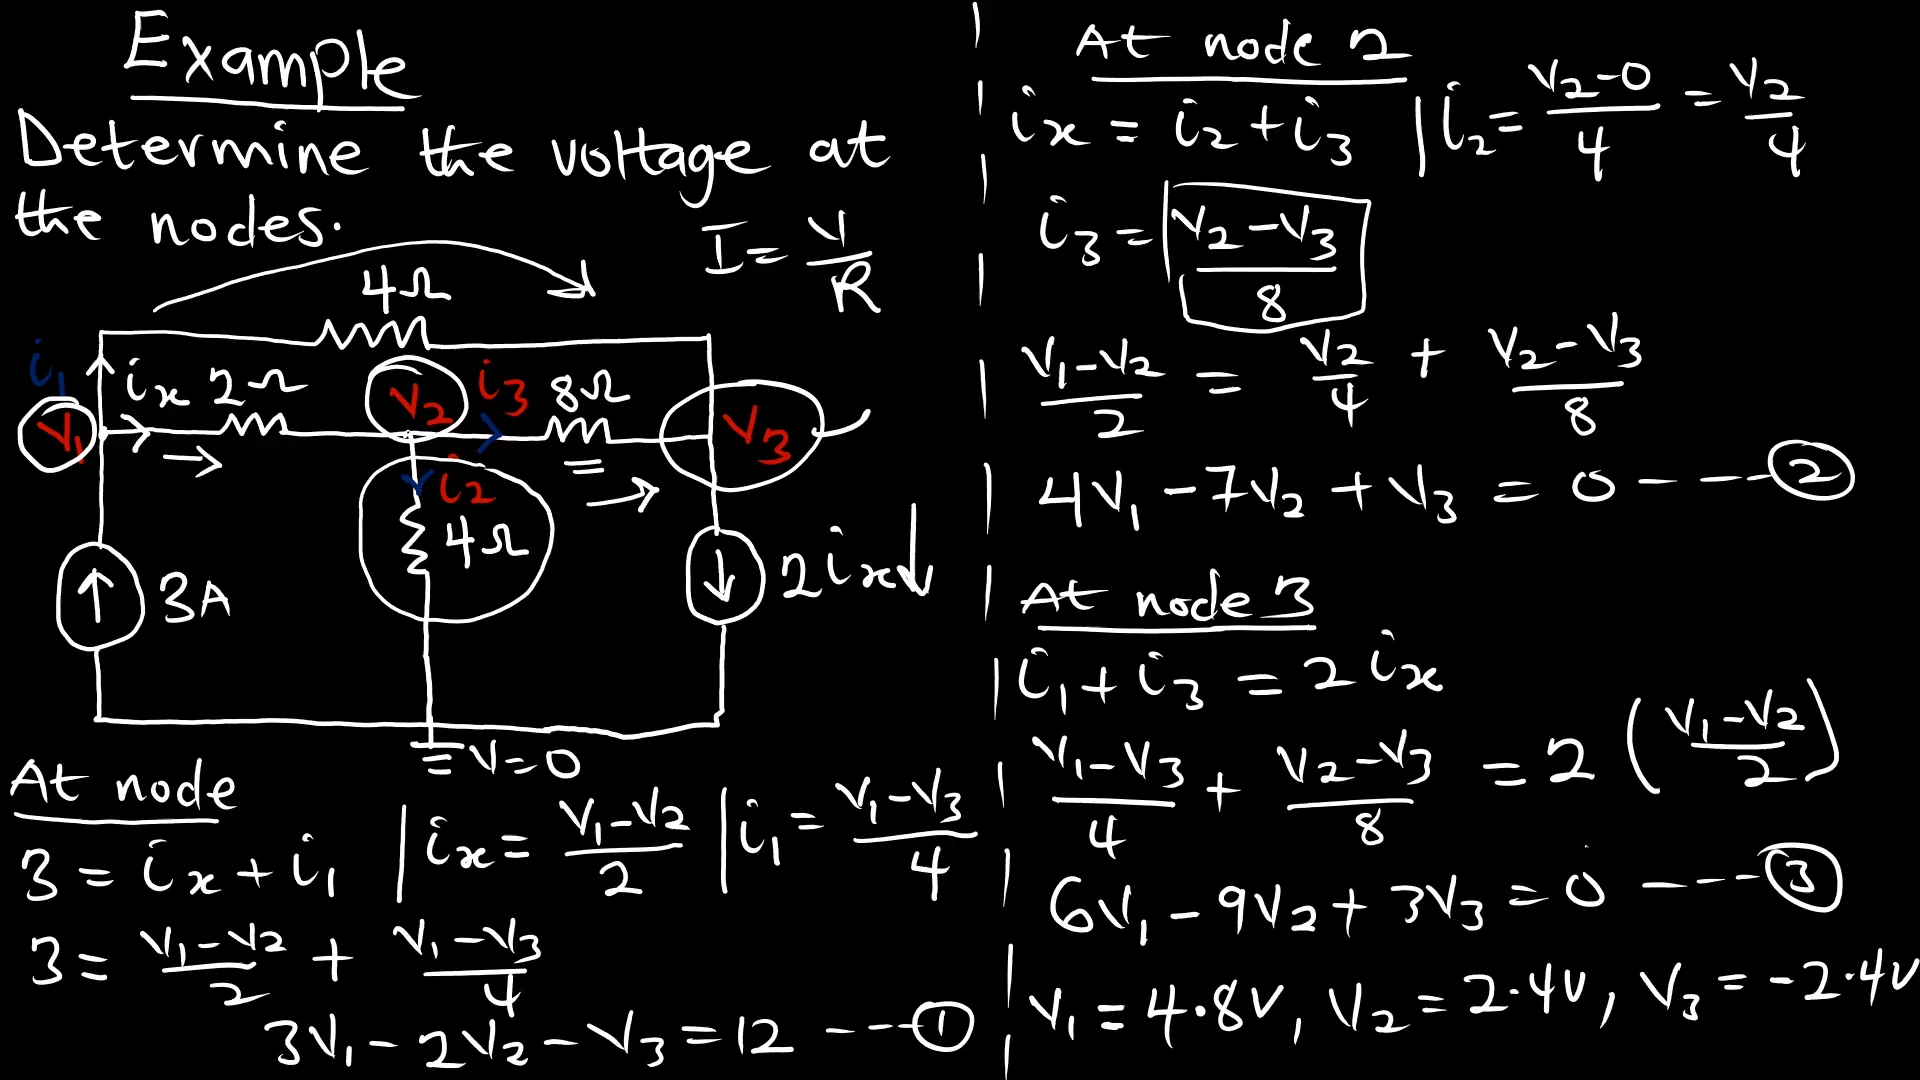 Example
Determine the voltage at
the nodes.
I = V/R
4Ω
i₁
iₓ 2Ω
V₂
i₃
8Ω
V₁
V₃
i₂
4Ω
3A
2iₓ
V=0
At node
3 = iₓ + i₁ | iₓ = (V₁-V₂)/2 | i₁ = (V₁-V₃)/4
3 = (V₁-V₂)/2 + (V₁-V₃)/4
3V₁ - 2V₂ - V₃ = 12 ---- ①
At node 2
iₓ = i₂ + i₃ | i₂ = (V₂-0)/4 = V₂/4
i₃ = (V₂-V₃)/8
(V₁-V₂)/2 = V₂/4 + (V₂-V₃)/8
4V₁ - 7V₂ + V₃ = 0 ---- ②
At node 3
i₁ + i₃ = 2iₓ
(V₁-V₃)/4 + (V₂-V₃)/8 = 2((V₁-V₂)/2)
6V₁ - 9V₂ + 3V₃ = 0 ---- ③
V₁ = 4.8V, V₂ = 2.4V, V₃ = -2.4V